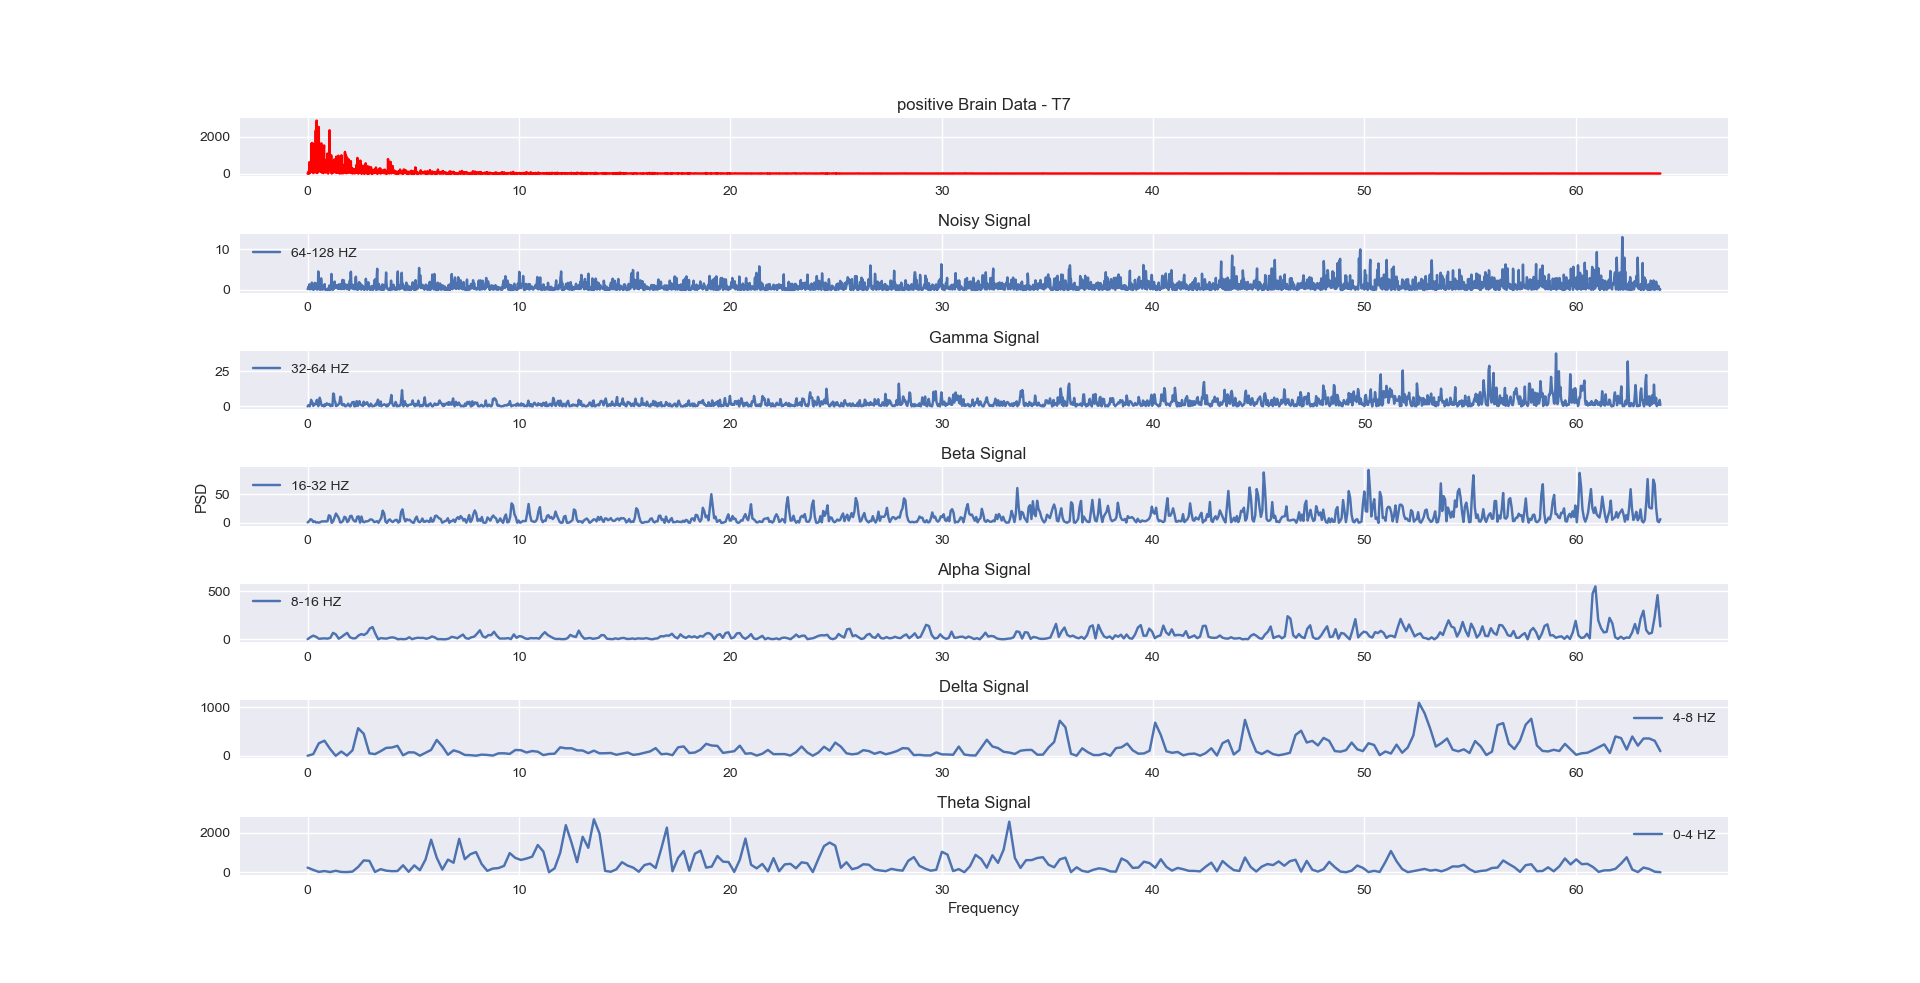 positive Brain Data - T7
2000
0
0 10 20 30 40 50 60
Noisy Signal
10
0
64-128 HZ
0 10 20 30 40 50 60
Gamma Signal
25
0
32-64 HZ
0 10 20 30 40 50 60
Beta Signal
PSD
50
0
16-32 HZ
0 10 20 30 40 50 60
Alpha Signal
500
0
8-16 HZ
0 10 20 30 40 50 60
Delta Signal
1000
0
4-8 HZ
0 10 20 30 40 50 60
Theta Signal
2000
0
0-4 HZ
0 10 20 30 40 50 60
Frequency